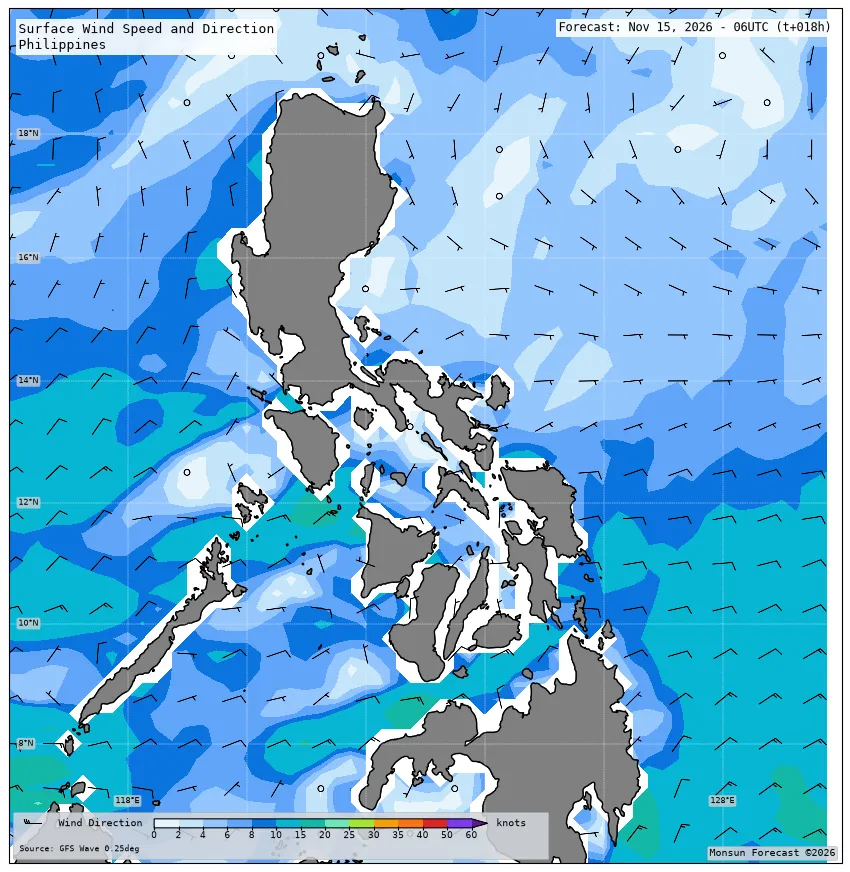 Surface Wind Speed and Direction
Philippines
Forecast: Nov 15, 2026 - 06UTC (t+018h)
18°N
16°N
14°N
12°N
10°N
8°N
118°E
128°E
Wind Direction
knots
0 2 4 6 8 10 15 20 25 30 35 40 50 60
Source: GFS Wave 0.25deg
Monsun Forecast ©2026